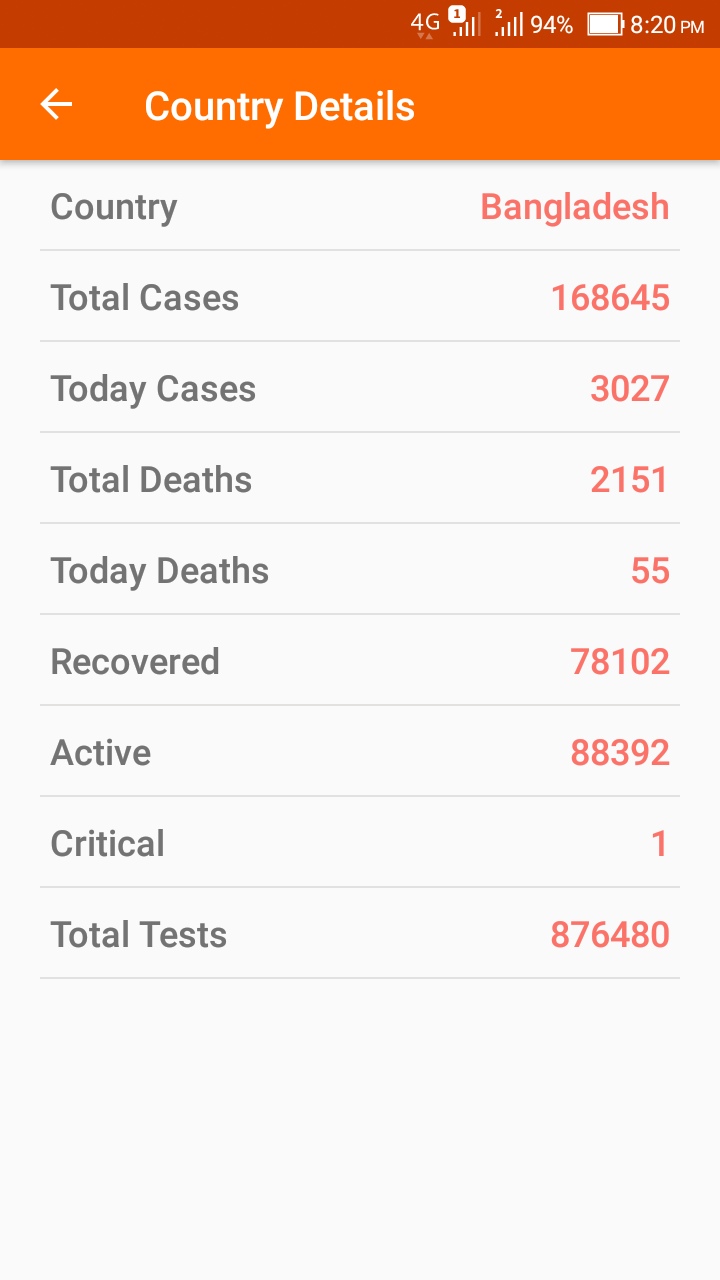 4G 1 2 94% 8:20 PM
Country Details
Country Bangladesh
Total Cases 168645
Today Cases 3027
Total Deaths 2151
Today Deaths 55
Recovered 78102
Active 88392
Critical 1
Total Tests 876480